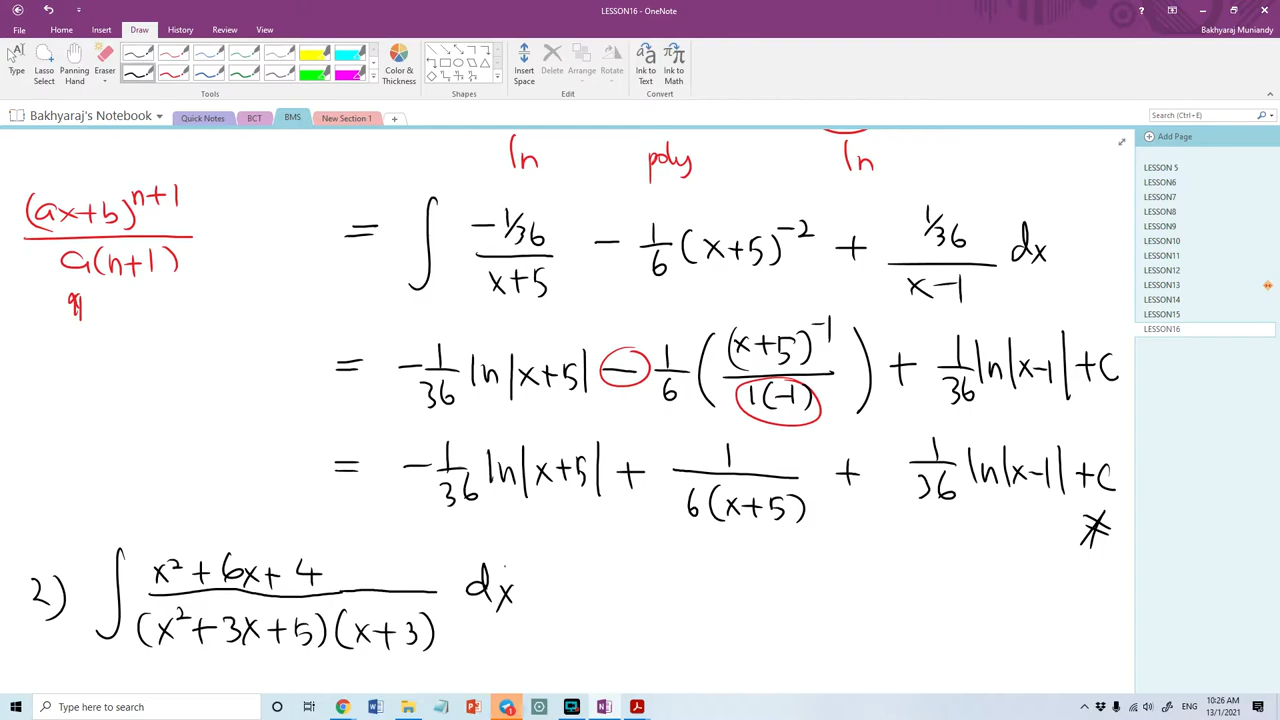 LESSON16 - OneNote
Bakhyaraj Muniandy
File Home Insert Draw History Review View
Type Lasso Select Panning Hand Eraser Color & Thickness Insert Space Delete Arrange Rotate Ink to Text Ink to Math
Tools Shapes Edit Convert
Bakhyaraj's Notebook Quick Notes BCT BMS New Section 1 Search (Ctrl+E)
Add Page
LESSON 5
LESSON6
LESSON7
LESSON8
LESSON9
LESSON10
LESSON11
LESSON12
LESSON13
LESSON14
LESSON15
LESSON16
ln poly ln
(ax+b)^{n+1} / a(n+1)
= ∫ (-1/36)/(x+5) - 1/6 (x+5)^{-2} + (1/36)/(x-1) dx
= -1/36 ln|x+5| - 1/6 ((x+5)^{-1} / 1(-1)) + 1/36 ln|x-1| + C
= -1/36 ln|x+5| + 1/(6(x+5)) + 1/36 ln|x-1| + C
2) ∫ (x² + 6x + 4) / ((x² + 3x + 5)(x + 3)) dx
Type here to search
ENG 10:26 AM
13/1/2021